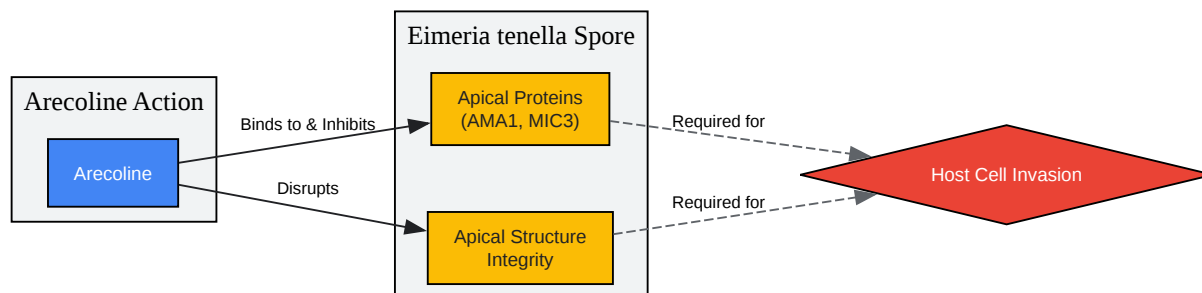 Arecoline Action
Arecoline
Binds to & Inhibits
Disrupts
Eimeria tenella Spore
Apical Proteins
(AMA1, MIC3)
Apical Structure
Integrity
Required for
Required for
Host Cell Invasion